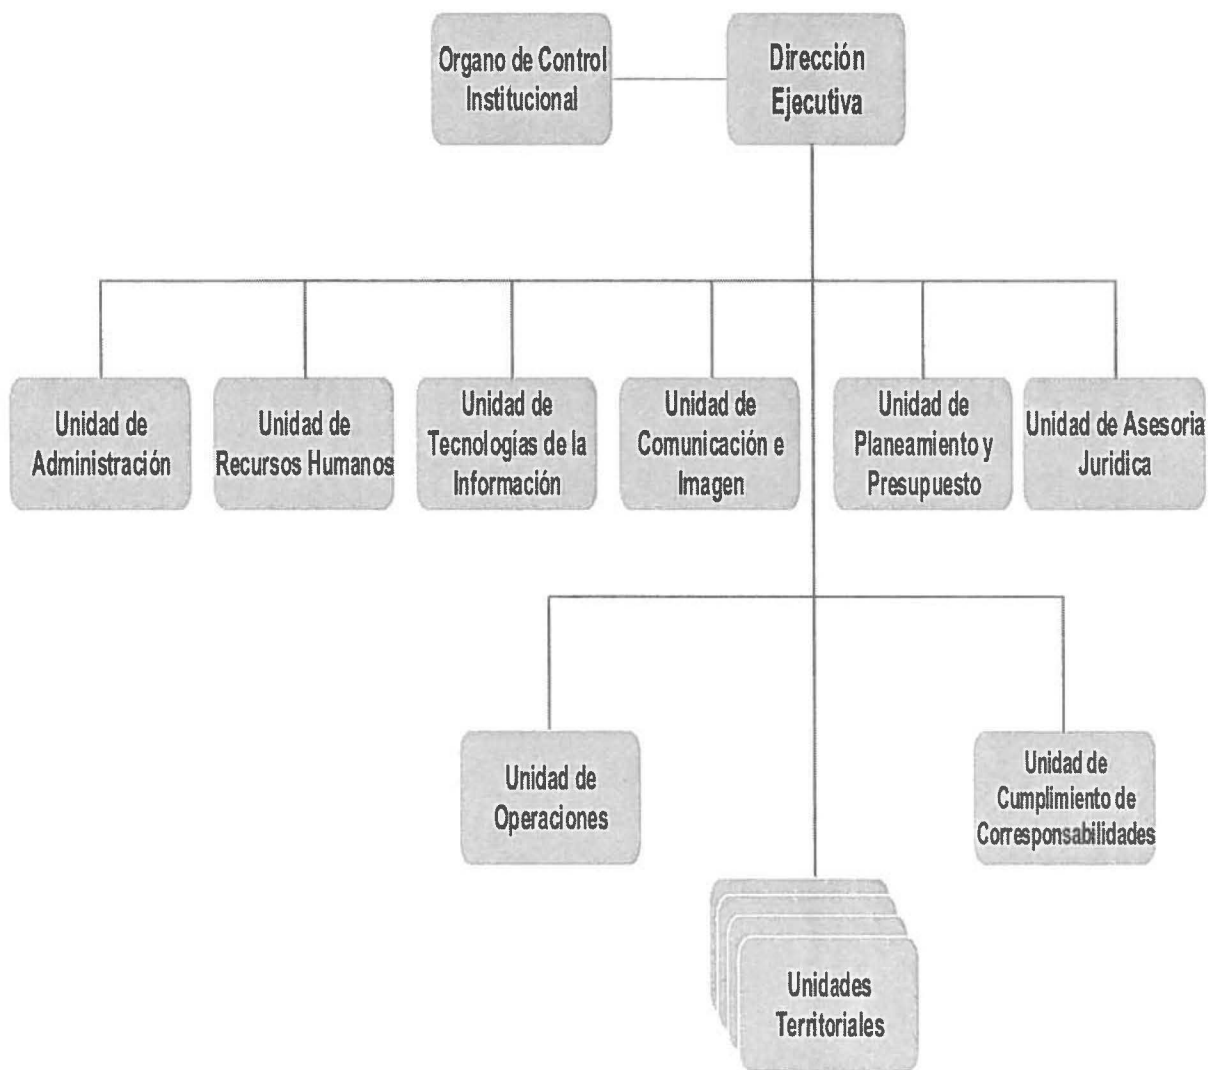 Organo de Control
Institucional
Dirección
Ejecutiva
Unidad de
Administración
Unidad de
Recursos Humanos
Unidad de
Tecnologías de la
Información
Unidad de
Comunicación e
Imagen
Unidad de
Planeamiento y
Presupuesto
Unidad de Asesoria
Juridica
Unidad de
Operaciones
Unidad de
Cumplimiento de
Corresponsabilidades
Unidades
Territoriales